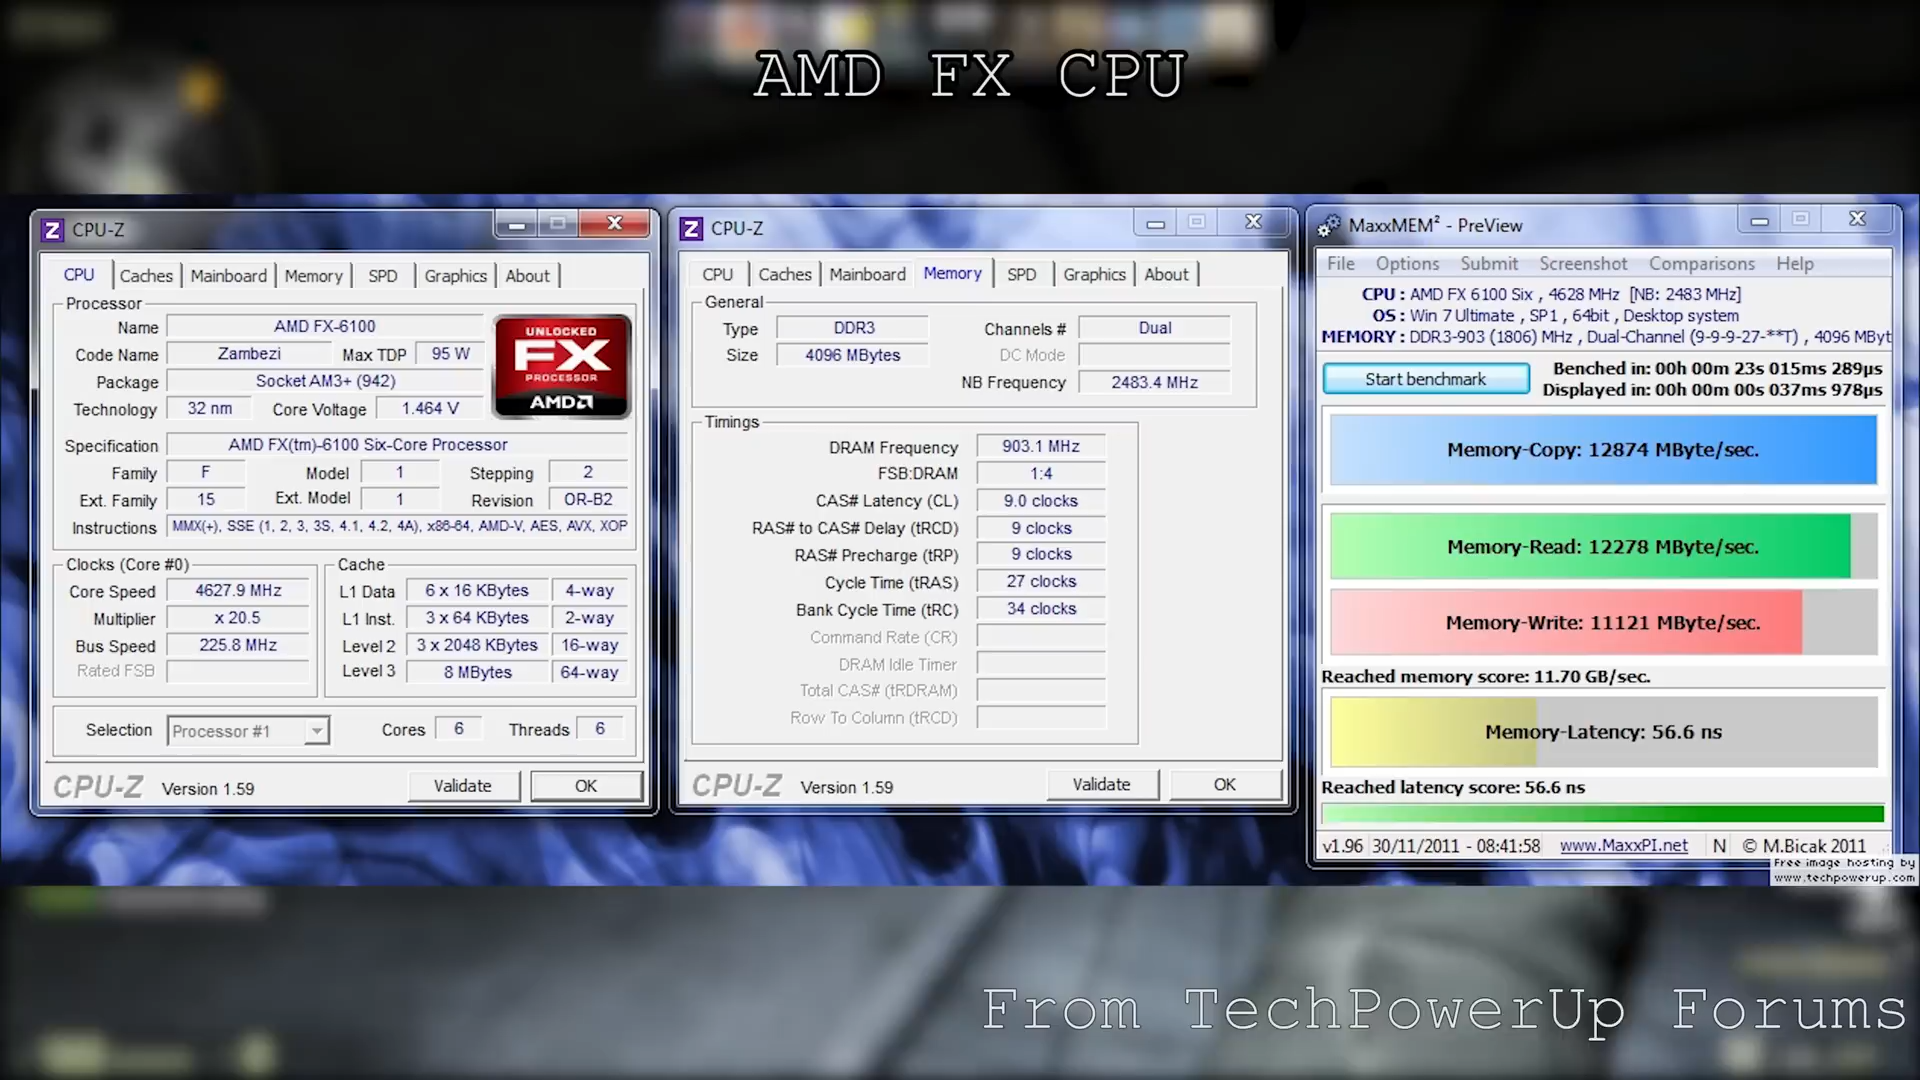 AMD FX CPU
CPU-Z
CPU Caches Mainboard Memory SPD Graphics About
Processor
Name AMD FX-6100
Code Name Zambezi Max TDP 95 W
Package Socket AM3+ (942)
Technology 32 nm Core Voltage 1.464 V
UNLOCKED
FX
PROCESSOR
AMD
Specification AMD FX(tm)-6100 Six-Core Processor
Family F Model 1 Stepping 2
Ext. Family 15 Ext. Model 1 Revision OR-B2
Instructions MMX(+), SSE (1, 2, 3, 3S, 4.1, 4.2, 4A), x86-64, AMD-V, AES, AVX, XOP
Clocks (Core #0)
Core Speed 4627.9 MHz
Multiplier x 20.5
Bus Speed 225.8 MHz
Rated FSB
Cache
L1 Data 6 x 16 KBytes 4-way
L1 Inst. 3 x 64 KBytes 2-way
Level 2 3 x 2048 KBytes 16-way
Level 3 8 MBytes 64-way
Selection Processor #1 Cores 6 Threads 6
CPU-Z Version 1.59 Validate OK
CPU-Z
CPU Caches Mainboard Memory SPD Graphics About
General
Type DDR3 Channels # Dual
Size 4096 MBytes DC Mode
NB Frequency 2483.4 MHz
Timings
DRAM Frequency 903.1 MHz
FSB:DRAM 1:4
CAS# Latency (CL) 9.0 clocks
RAS# to CAS# Delay (tRCD) 9 clocks
RAS# Precharge (tRP) 9 clocks
Cycle Time (tRAS) 27 clocks
Bank Cycle Time (tRC) 34 clocks
Command Rate (CR)
DRAM Idle Timer
Total CAS# (tRDRAM)
Row To Column (tRCD)
CPU-Z Version 1.59 Validate OK
MaxxMEM² - PreView
File Options Submit Screenshot Comparisons Help
CPU : AMD FX 6100 Six , 4628 MHz [NB: 2483 MHz]
OS : Win 7 Ultimate , SP1 , 64bit , Desktop system
MEMORY : DDR3-903 (1806) MHz , Dual-Channel (9-9-9-27-**T) , 4096 MByt
Start benchmark
Benched in: 00h 00m 23s 015ms 289µs
Displayed in: 00h 00m 00s 037ms 978µs
Memory-Copy: 12874 MByte/sec.
Memory-Read: 12278 MByte/sec.
Memory-Write: 11121 MByte/sec.
Reached memory score: 11.70 GB/sec.
Memory-Latency: 56.6 ns
Reached latency score: 56.6 ns
v1.96 30/11/2011 - 08:41:58 www.MaxxPI.net N © M.Bicak 2011
Free image hosting by
www.techpowerup.com
From TechPowerUp Forums